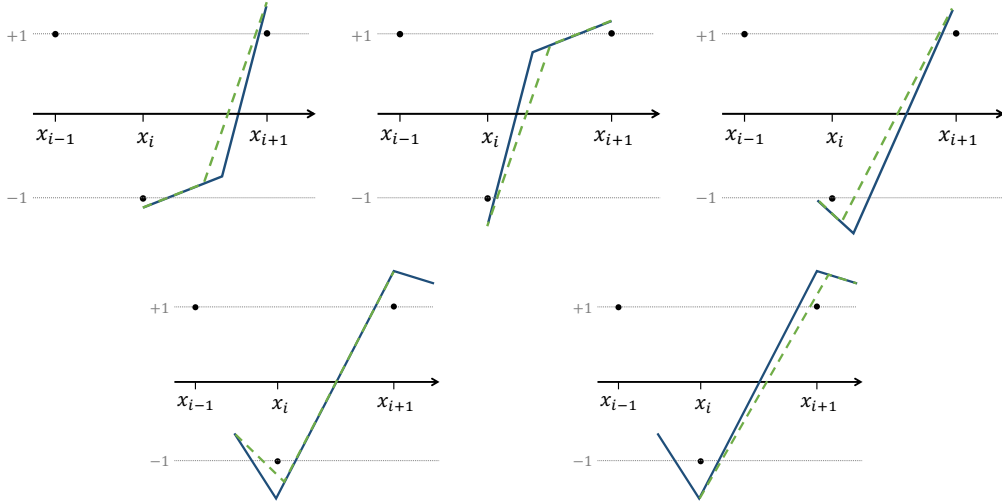 +1 +1 +1
x_{i−1} x_i x_{i+1} x_{i−1} x_i x_{i+1} x_{i−1} x_i x_{i+1}
−1 −1 −1
+1 +1
x_{i−1} x_i x_{i+1} x_{i−1} x_i x_{i+1}
−1 −1